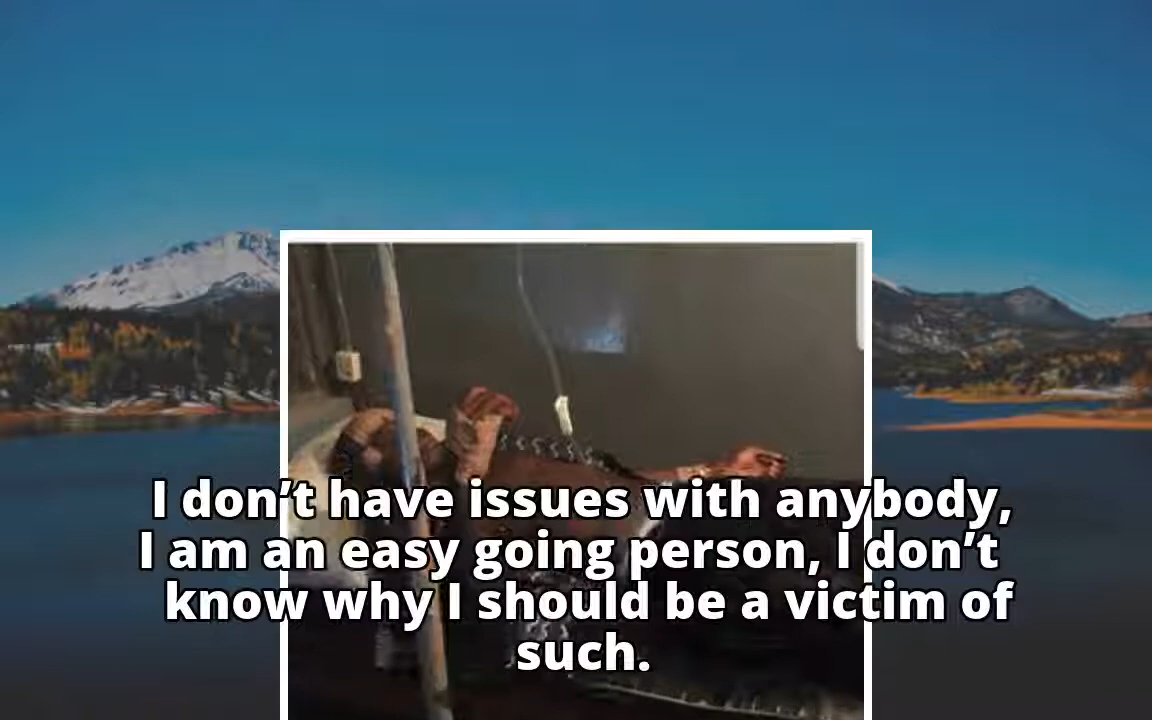 I don’t have issues with anybody,
I am an easy going person, I don’t
know why I should be a victim of
such.